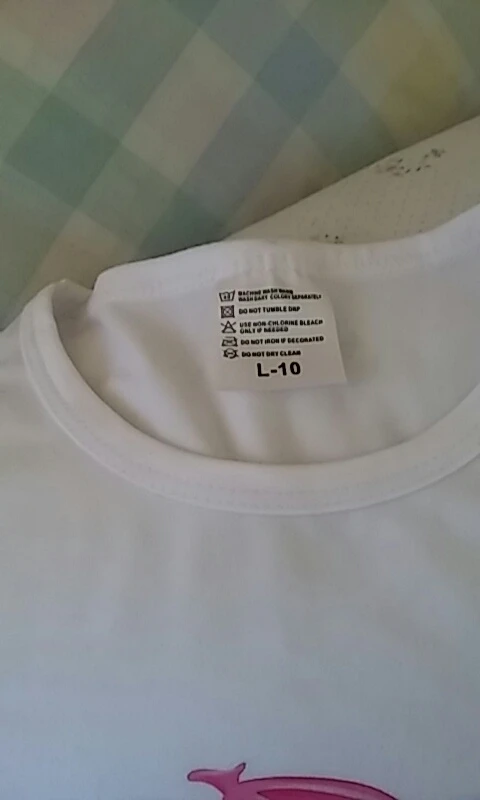 MACHINE WASH WARM
WASH DARK COLORS SEPARATELY
DO NOT TUMBLE DRP
USE NON-CHLORINE BLEACH
ONLY IF NEEDED
DO NOT IRON IF DECORATED
DO NOT DRY CLEAN
L-10